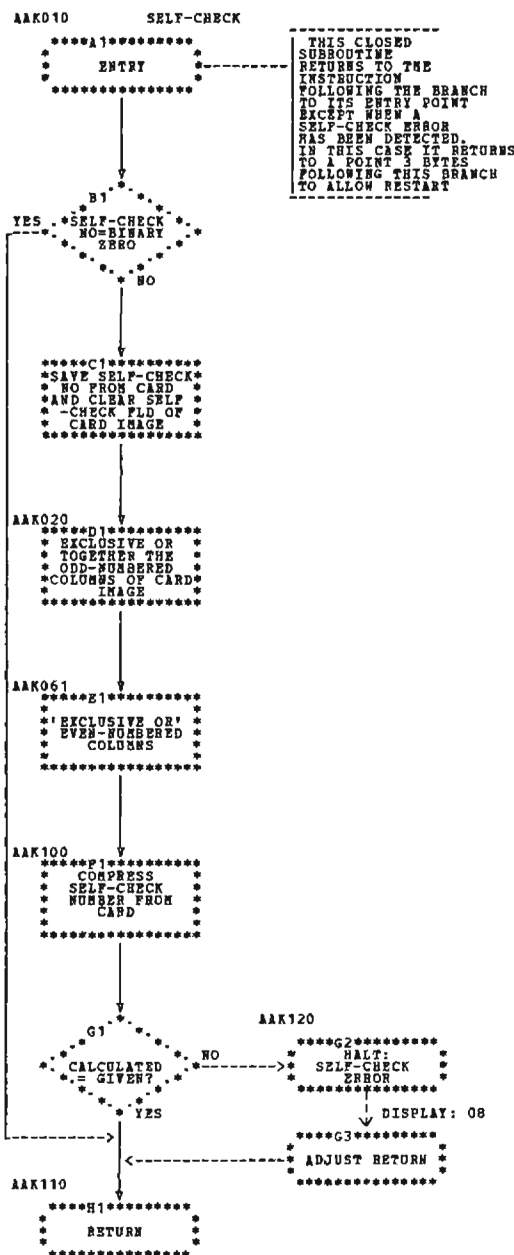 AAK010 SELF-CHECK
A1
ENTRY
THIS CLOSED
SUBROUTINE
RETURNS TO THE
INSTRUCTION
FOLLOWING THE BRANCH
TO ITS ENTRY POINT
EXCEPT WHEN A
SELF-CHECK ERROR
HAS BEEN DETECTED.
IN THIS CASE IT RETURNS
TO A POINT 3 BYTES
FOLLOWING THIS BRANCH
TO ALLOW RESTART
B1
YES
SELF-CHECK
NO=BINARY
ZERO
NO
C1
SAVE SELF-CHECK
NO FROM CARD
AND CLEAR SELF
-CHECK FLD OF
CARD IMAGE
AAK020
D1
EXCLUSIVE OR
TOGETHER THE
ODD-NUMBERED
COLUMNS OF CARD
IMAGE
AAK061
E1
'EXCLUSIVE OR'
EVEN-NUMBERED
COLUMNS
AAK100
F1
COMPRESS
SELF-CHECK
NUMBER FROM
CARD
G1
CALCULATED
= GIVEN?
NO
YES
AAK120
G2
HALT:
SELF-CHECK
ERROR
DISPLAY: 08
G3
ADJUST RETURN
AAK110
H1
RETURN